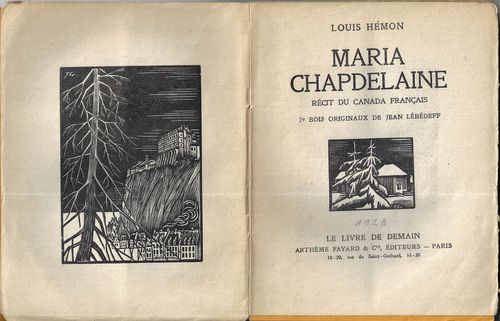 LOUIS HÉMON
MARIA
CHAPDELAINE
RÉCIT DU CANADA FRANÇAIS
BOIS ORIGINAUX DE JEAN LÉBÉDEFF
1928
LE LIVRE DE DEMAIN
ARTHÈME FAYARD & Cie, ÉDITEURS — PARIS
18-20, rue du Saint-Gothard, 18-20